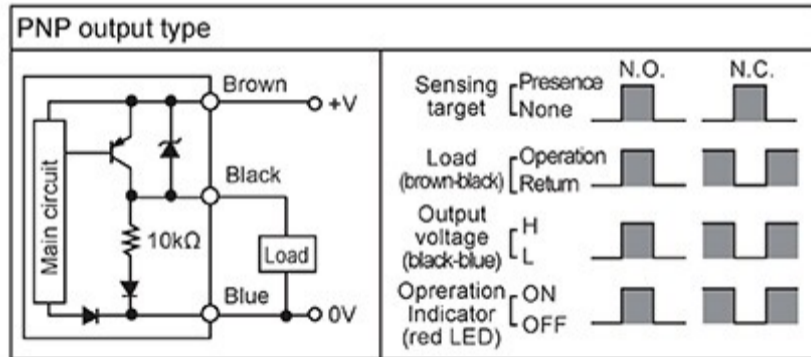 PNP output type
Brown
+V
Black
Main circuit
10kΩ
Load
Blue
0V
N.O.
N.C.
Sensing target
Presence
None
Load (brown-black)
Operation
Return
Output voltage (black-blue)
H
L
Opreration Indicator (red LED)
ON
OFF